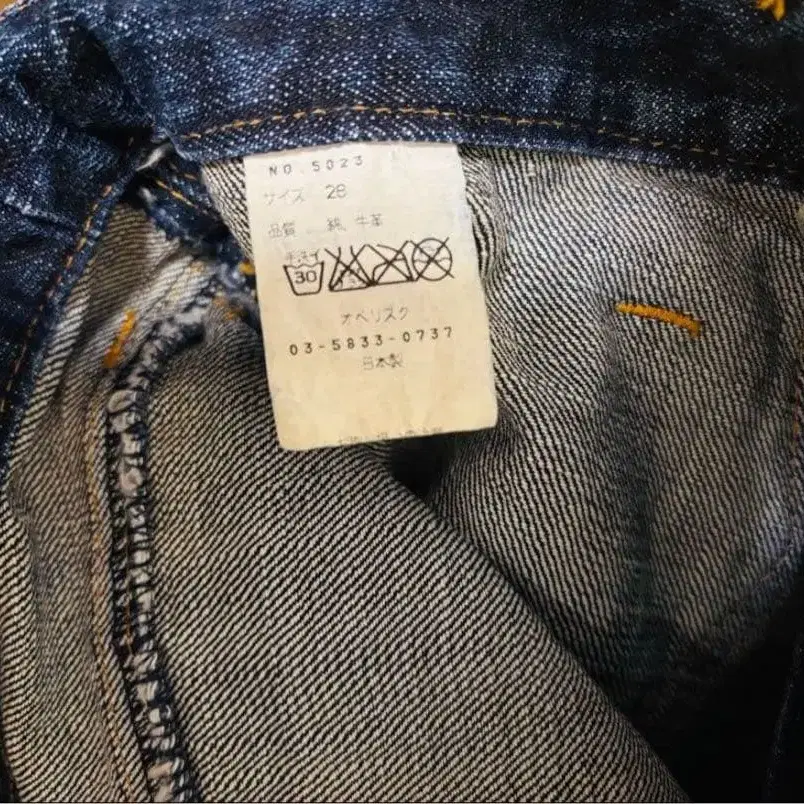 NO.5023
サイズ 28
品質 綿、牛革
手洗イ
30
オベリスク
03-5833-0737
日本製